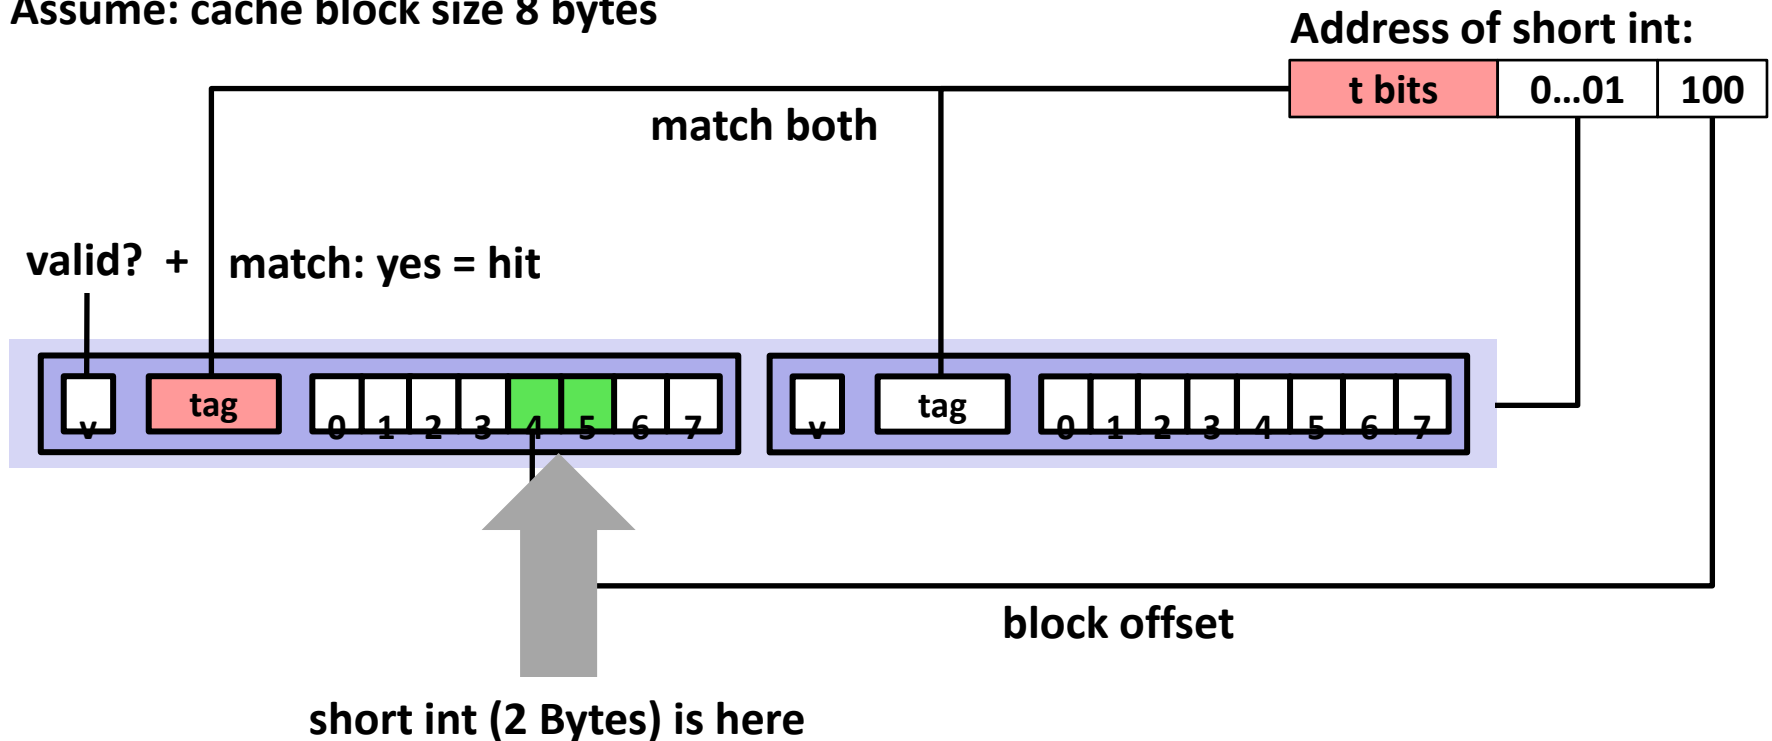 Assume: cache block size 8 bytes
Address of short int:
t bits 0...01 100
match both
valid? + match: yes = hit
v tag 0 1 2 3 4 5 6 7 v tag 0 1 2 3 4 5 6 7
block offset
short int (2 Bytes) is here